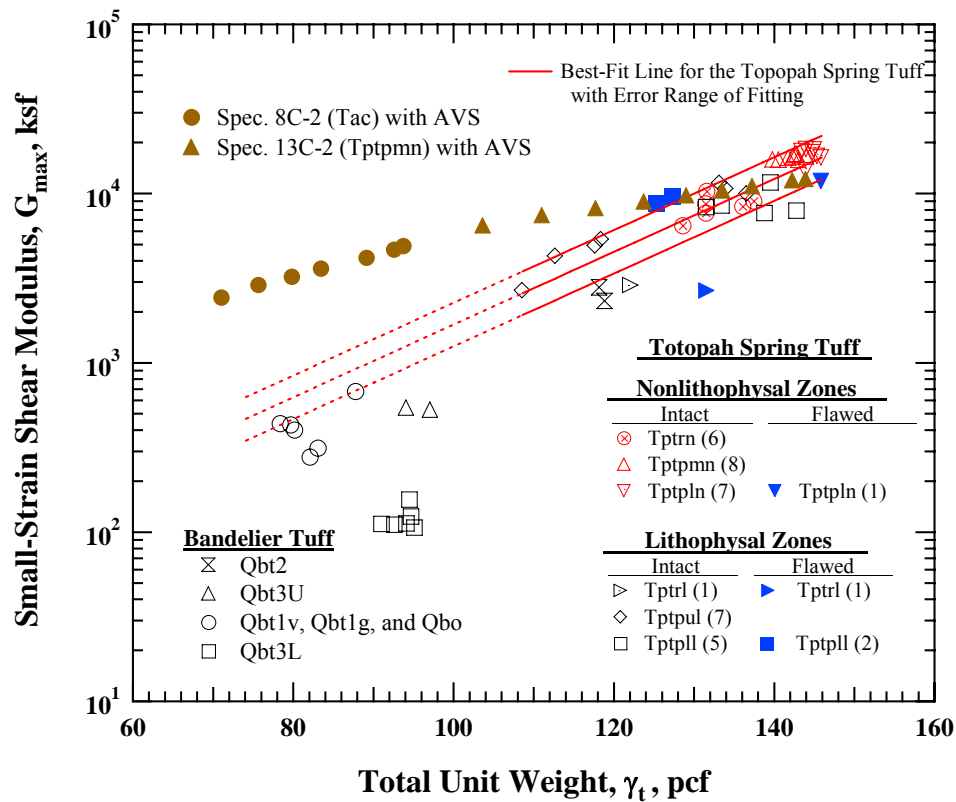 10^5
10^4
10^3
10^2
10^1
Small-Strain Shear Modulus, G_max, ksf
Best-Fit Line for the Topopah Spring Tuff
with Error Range of Fitting
Spec. 8C-2 (Tac) with AVS
Spec. 13C-2 (Tptpmn) with AVS
Totopah Spring Tuff
Nonlithophysal Zones
Intact Flawed
Tptrn (6)
Tptpmn (8)
Tptpln (7) Tptpln (1)
Lithophysal Zones
Intact Flawed
Tptrl (1) Tptrl (1)
Tptpul (7)
Tptpll (5) Tptpll (2)
Bandelier Tuff
Qbt2
Qbt3U
Qbt1v, Qbt1g, and Qbo
Qbt3L
60 80 100 120 140 160
Total Unit Weight, γ_t, pcf